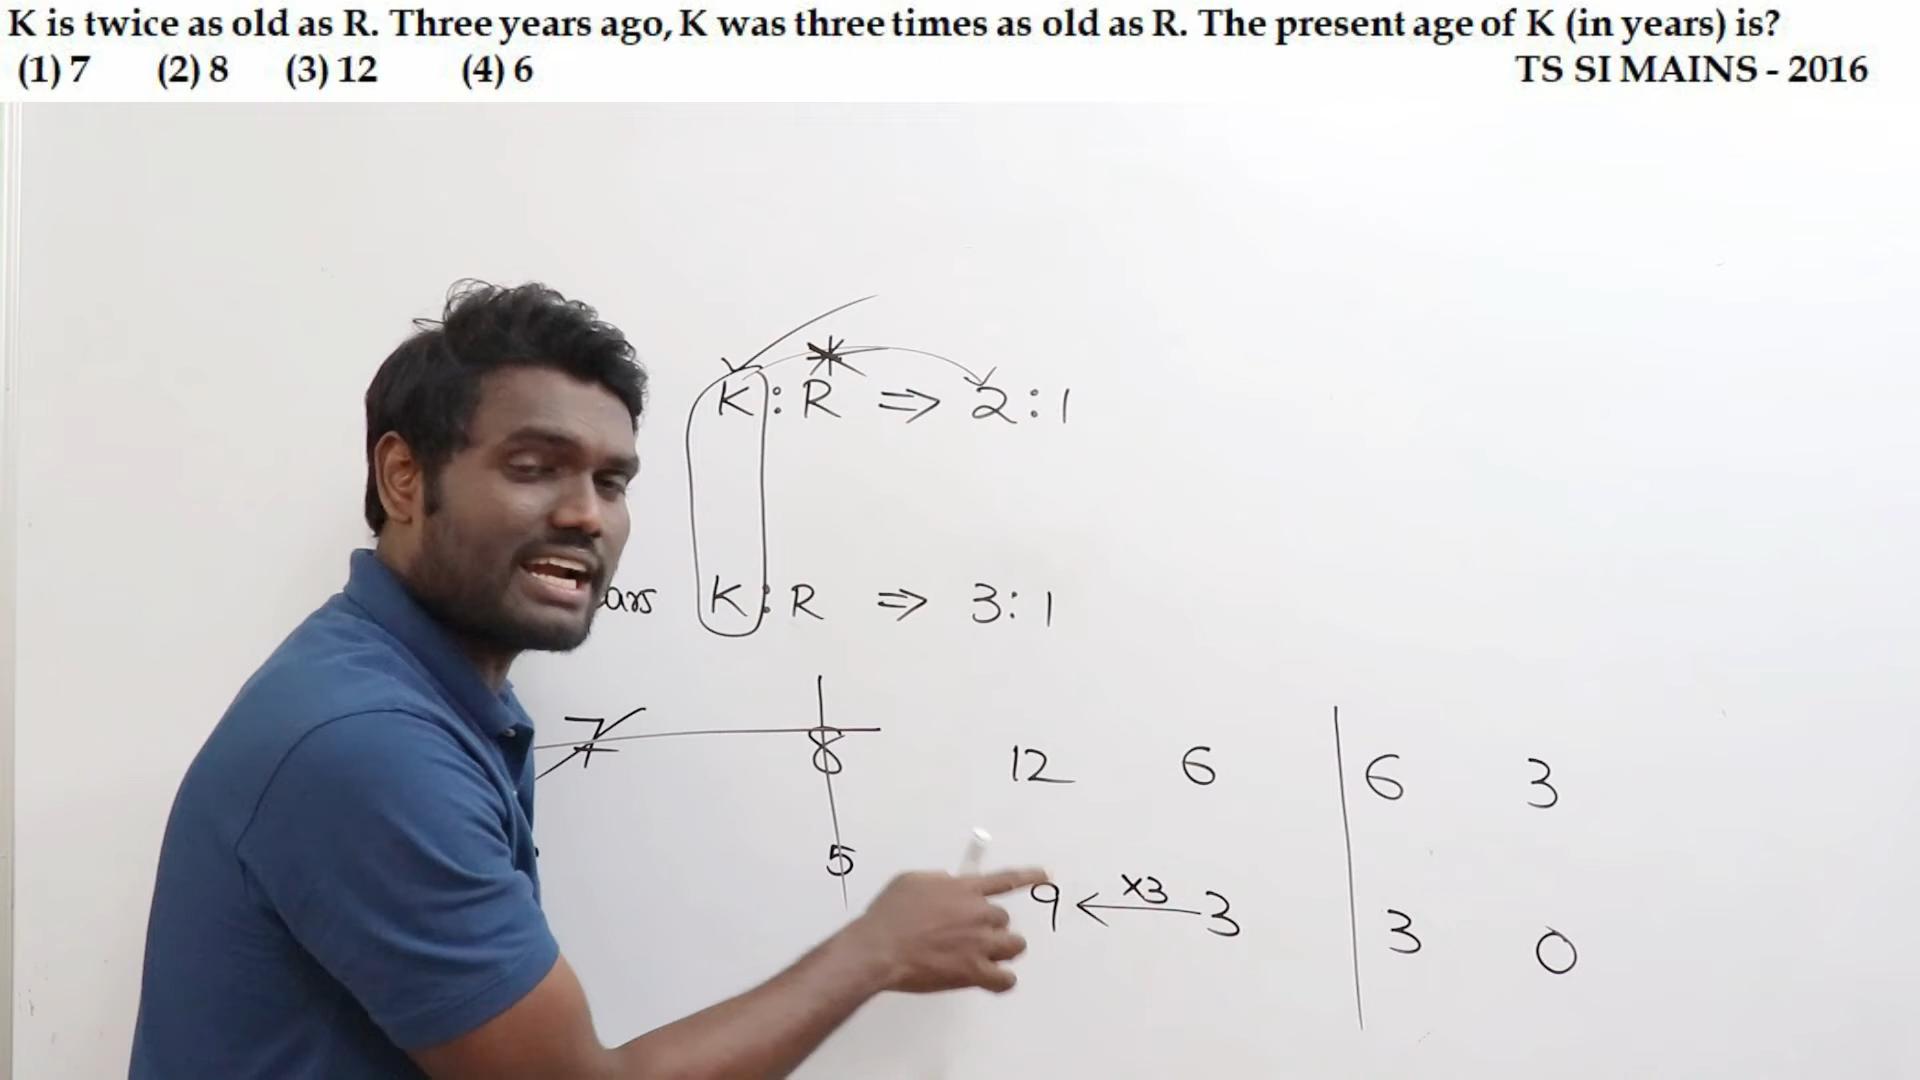 K is twice as old as R. Three years ago, K was three times as old as R. The present age of K (in years) is?
(1) 7 (2) 8 (3) 12 (4) 6 TS SI MAINS - 2016
K : R ⇒ 2 : 1
K : R ⇒ 3 : 1
7 8 12 6 6 3
5 9 ← ×3 3 3 0